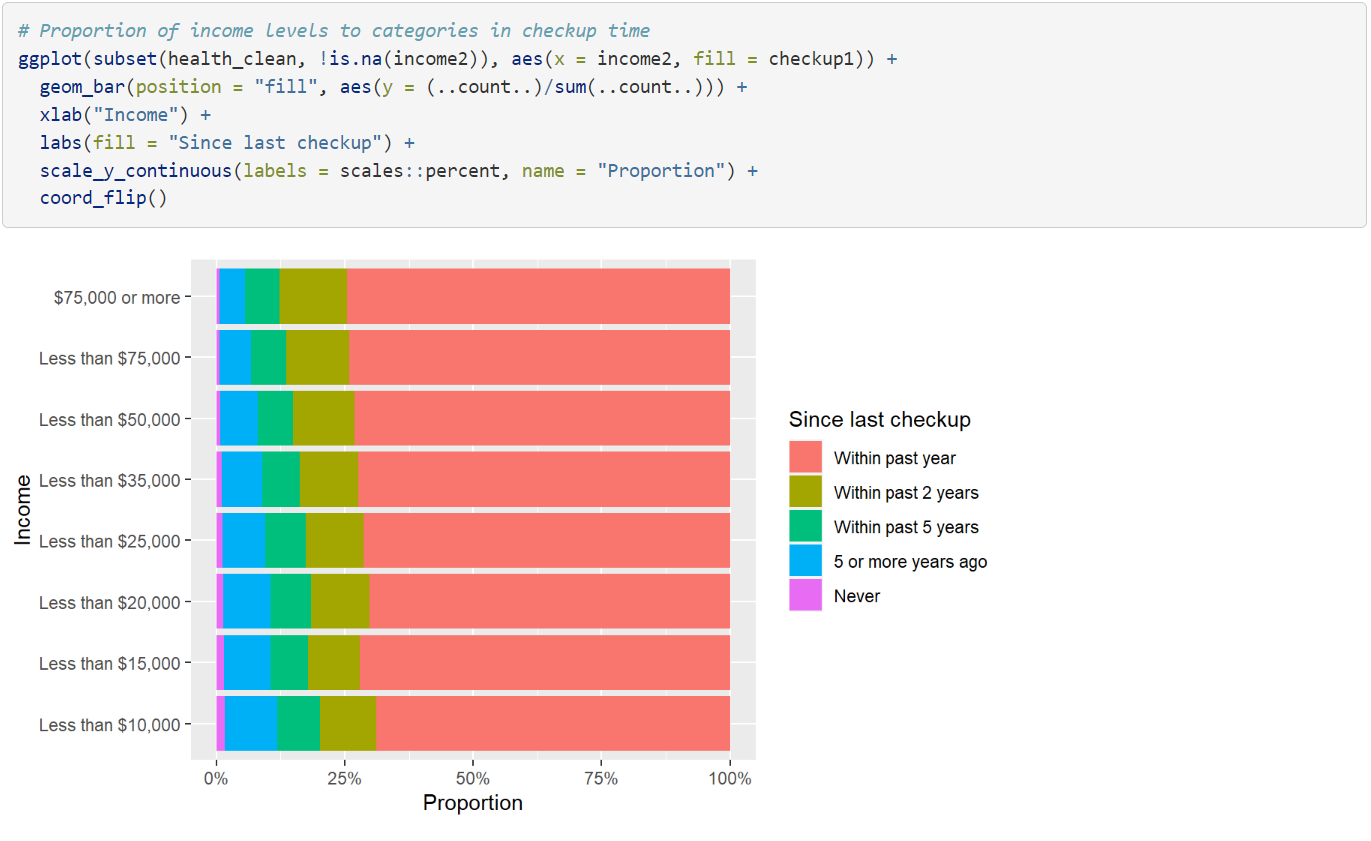 # Proportion of income levels to categories in checkup time
ggplot(subset(health_clean, !is.na(income2)), aes(x = income2, fill = checkup1)) +
  geom_bar(position = "fill", aes(y = (..count..)/sum(..count..))) +
  xlab("Income") +
  labs(fill = "Since last checkup") +
  scale_y_continuous(labels = scales::percent, name = "Proportion") +
  coord_flip()
$75,000 or more
Less than $75,000
Less than $50,000
Less than $35,000
Less than $25,000
Less than $20,000
Less than $15,000
Less than $10,000
Income
0% 25% 50% 75% 100%
Proportion
Since last checkup
Within past year
Within past 2 years
Within past 5 years
5 or more years ago
Never